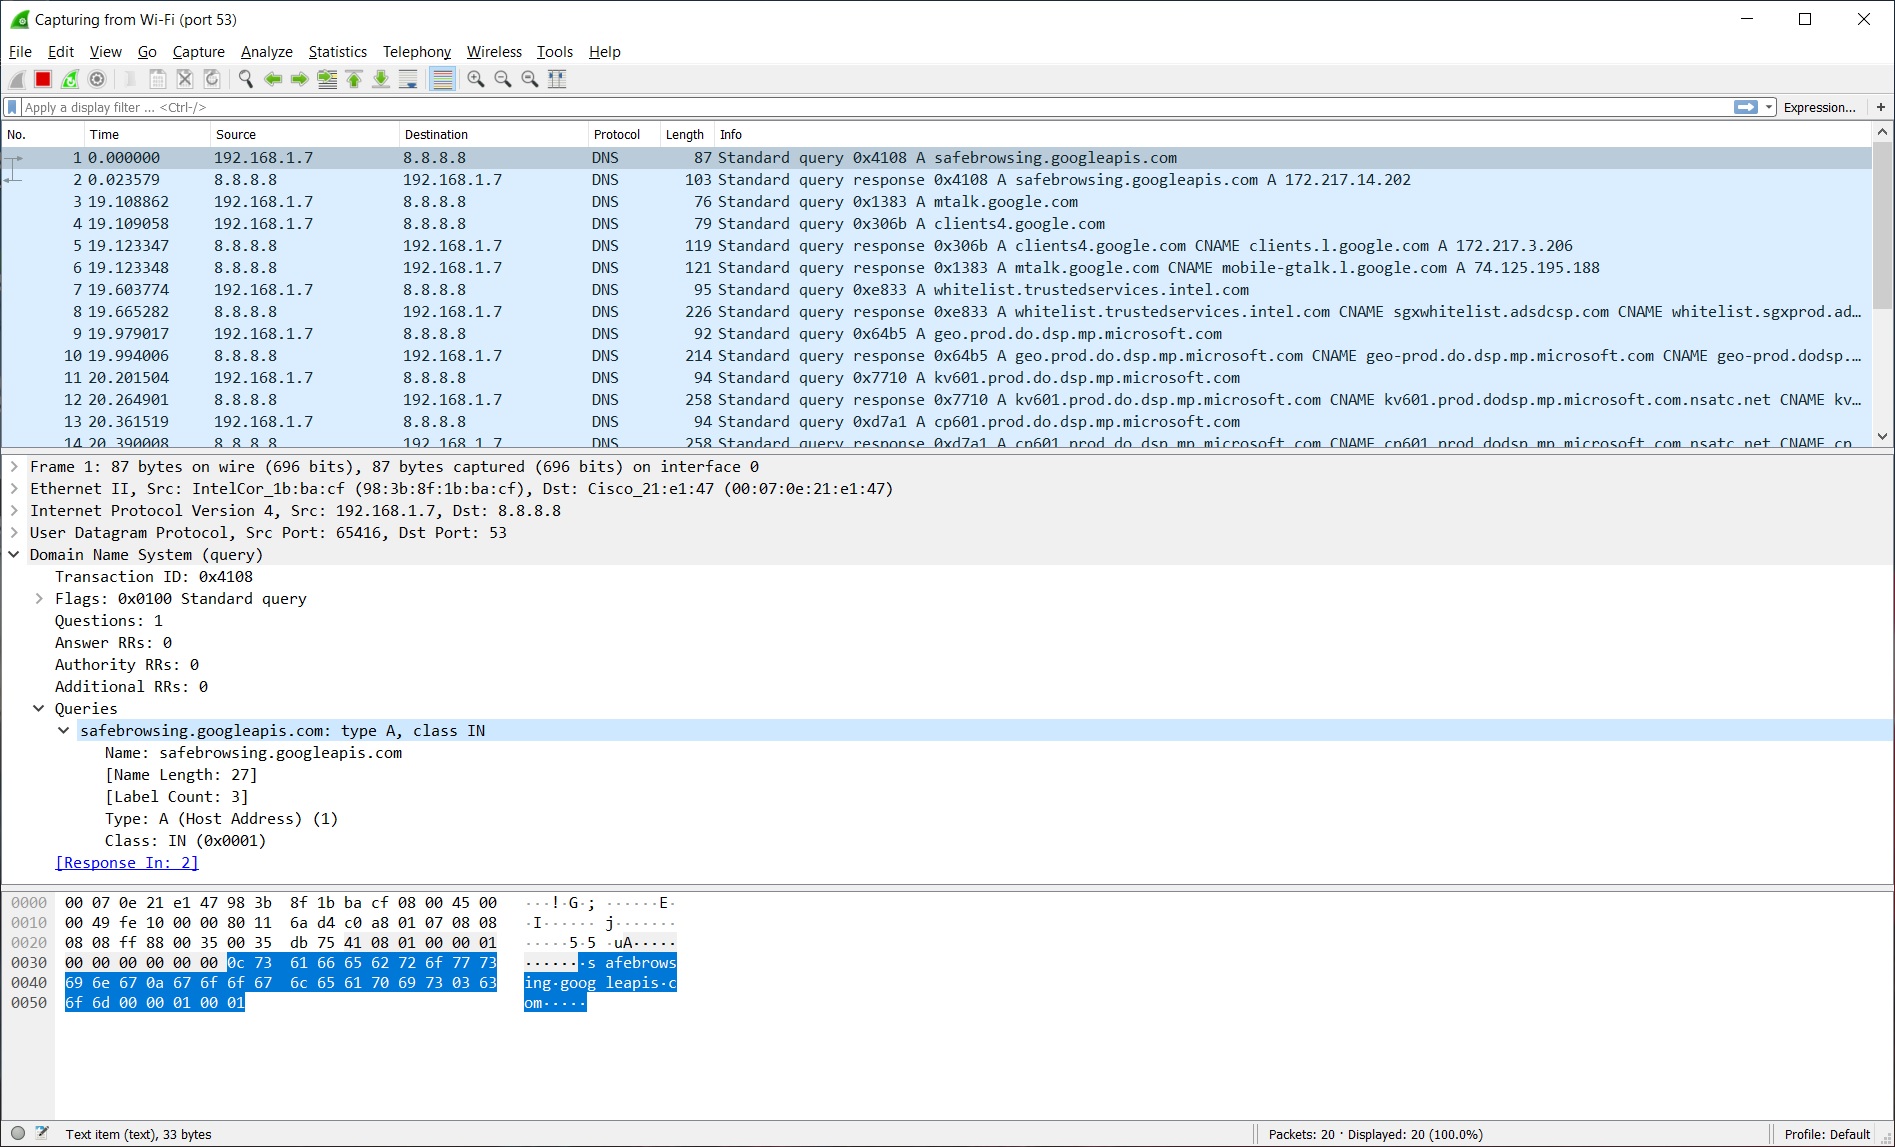 Capturing from Wi-Fi (port 53)
File Edit View Go Capture Analyze Statistics Telephony Wireless Tools Help
Apply a display filter ... <Ctrl-/> Expression... +
No. Time Source Destination Protocol Length Info
1 0.000000 192.168.1.7 8.8.8.8 DNS 87 Standard query 0x4108 A safebrowsing.googleapis.com
2 0.023579 8.8.8.8 192.168.1.7 DNS 103 Standard query response 0x4108 A safebrowsing.googleapis.com A 172.217.14.202
3 19.108862 192.168.1.7 8.8.8.8 DNS 76 Standard query 0x1383 A mtalk.google.com
4 19.109058 192.168.1.7 8.8.8.8 DNS 79 Standard query 0x306b A clients4.google.com
5 19.123347 8.8.8.8 192.168.1.7 DNS 119 Standard query response 0x306b A clients4.google.com CNAME clients.l.google.com A 172.217.3.206
6 19.123348 8.8.8.8 192.168.1.7 DNS 121 Standard query response 0x1383 A mtalk.google.com CNAME mobile-gtalk.l.google.com A 74.125.195.188
7 19.603774 192.168.1.7 8.8.8.8 DNS 95 Standard query 0xe833 A whitelist.trustedservices.intel.com
8 19.665282 8.8.8.8 192.168.1.7 DNS 226 Standard query response 0xe833 A whitelist.trustedservices.intel.com CNAME sgxwhitelist.adsdcsp.com CNAME whitelist.sgxprod.ad…
9 19.979017 192.168.1.7 8.8.8.8 DNS 92 Standard query 0x64b5 A geo.prod.do.dsp.mp.microsoft.com
10 19.994006 8.8.8.8 192.168.1.7 DNS 214 Standard query response 0x64b5 A geo.prod.do.dsp.mp.microsoft.com CNAME geo-prod.do.dsp.mp.microsoft.com CNAME geo-prod.dodsp.…
11 20.201504 192.168.1.7 8.8.8.8 DNS 94 Standard query 0x7710 A kv601.prod.do.dsp.mp.microsoft.com
12 20.264901 8.8.8.8 192.168.1.7 DNS 258 Standard query response 0x7710 A kv601.prod.do.dsp.mp.microsoft.com CNAME kv601.prod.dodsp.mp.microsoft.com.nsatc.net CNAME kv…
13 20.361519 192.168.1.7 8.8.8.8 DNS 94 Standard query 0xd7a1 A cp601.prod.do.dsp.mp.microsoft.com
14 20.390008 8.8.8.8 192.168.1.7 DNS 258 Standard query response 0xd7a1 A cp601.prod.do.dsp.mp.microsoft.com CNAME cp601.prod.dodsp.mp.microsoft.com.nsatc.net CNAME cp…
Frame 1: 87 bytes on wire (696 bits), 87 bytes captured (696 bits) on interface 0
Ethernet II, Src: IntelCor_1b:ba:cf (98:3b:8f:1b:ba:cf), Dst: Cisco_21:e1:47 (00:07:0e:21:e1:47)
Internet Protocol Version 4, Src: 192.168.1.7, Dst: 8.8.8.8
User Datagram Protocol, Src Port: 65416, Dst Port: 53
Domain Name System (query)
Transaction ID: 0x4108
Flags: 0x0100 Standard query
Questions: 1
Answer RRs: 0
Authority RRs: 0
Additional RRs: 0
Queries
safebrowsing.googleapis.com: type A, class IN
Name: safebrowsing.googleapis.com
[Name Length: 27]
[Label Count: 3]
Type: A (Host Address) (1)
Class: IN (0x0001)
[Response In: 2]
0000 00 07 0e 21 e1 47 98 3b 8f 1b ba cf 08 00 45 00 ···!·G·; ······E·
0010 00 49 fe 10 00 00 80 11 6a d4 c0 a8 01 07 08 08 ·I······ j·······
0020 08 08 ff 88 00 35 00 35 db 75 41 08 01 00 00 01 ·····5·5 ·uA·····
0030 00 00 00 00 00 00 0c 73 61 66 65 62 72 6f 77 73 ·······s afebrows
0040 69 6e 67 0a 67 6f 6f 67 6c 65 61 70 69 73 03 63 ing·goog leapis·c
0050 6f 6d 00 00 01 00 01 om·····
Text item (text), 33 bytes Packets: 20 · Displayed: 20 (100.0%) Profile: Default